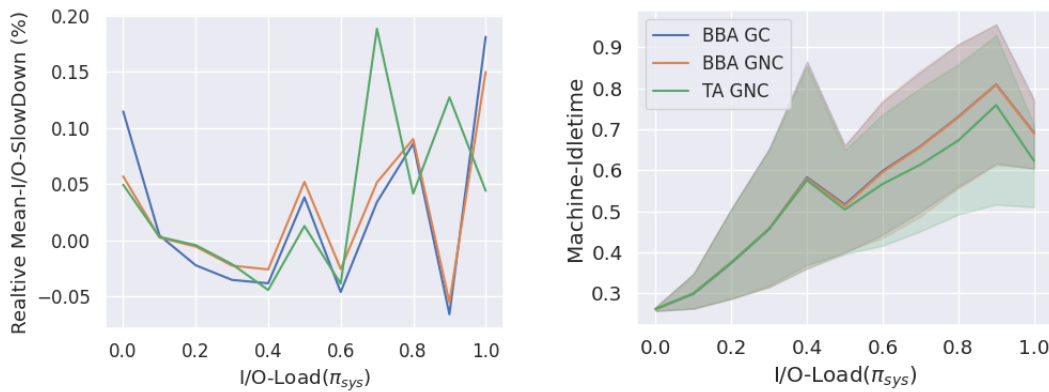 Realtive Mean-I/O-SlowDown (%)
0.20
0.15
0.10
0.05
0.00
−0.05
0.0 0.2 0.4 0.6 0.8 1.0
I/O-Load(π_sys)
Machine-Idletime
0.9
0.8
0.7
0.6
0.5
0.4
0.3
BBA GC
BBA GNC
TA GNC
0.0 0.2 0.4 0.6 0.8 1.0
I/O-Load(π_sys)